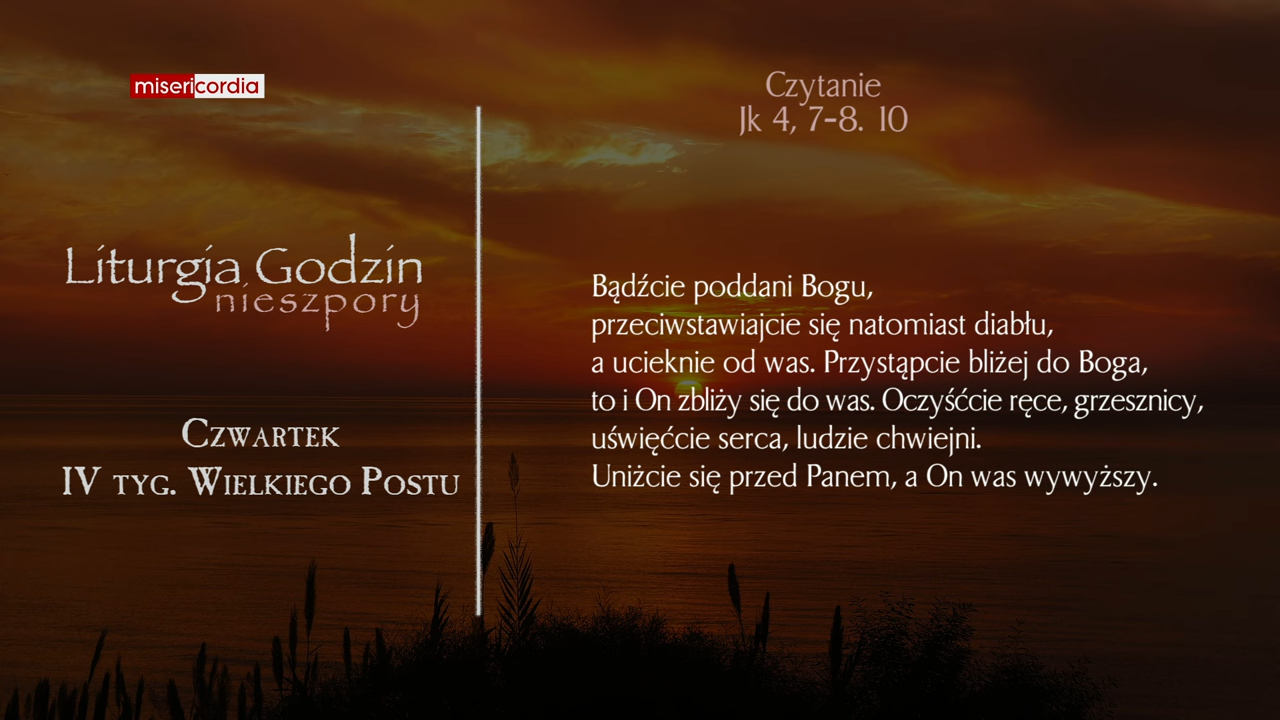 misericordia
Liturgia Godzin
nieszpory
Czwartek
IV tyg. Wielkiego Postu
Czytanie
Jk 4, 7-8. 10
Bądźcie poddani Bogu,
przeciwstawiajcie się natomiast diabłu,
a ucieknie od was. Przystąpcie bliżej do Boga,
to i On zbliży się do was. Oczyśćcie ręce, grzesznicy,
uświęćcie serca, ludzie chwiejni.
Uniżcie się przed Panem, a On was wywyższy.